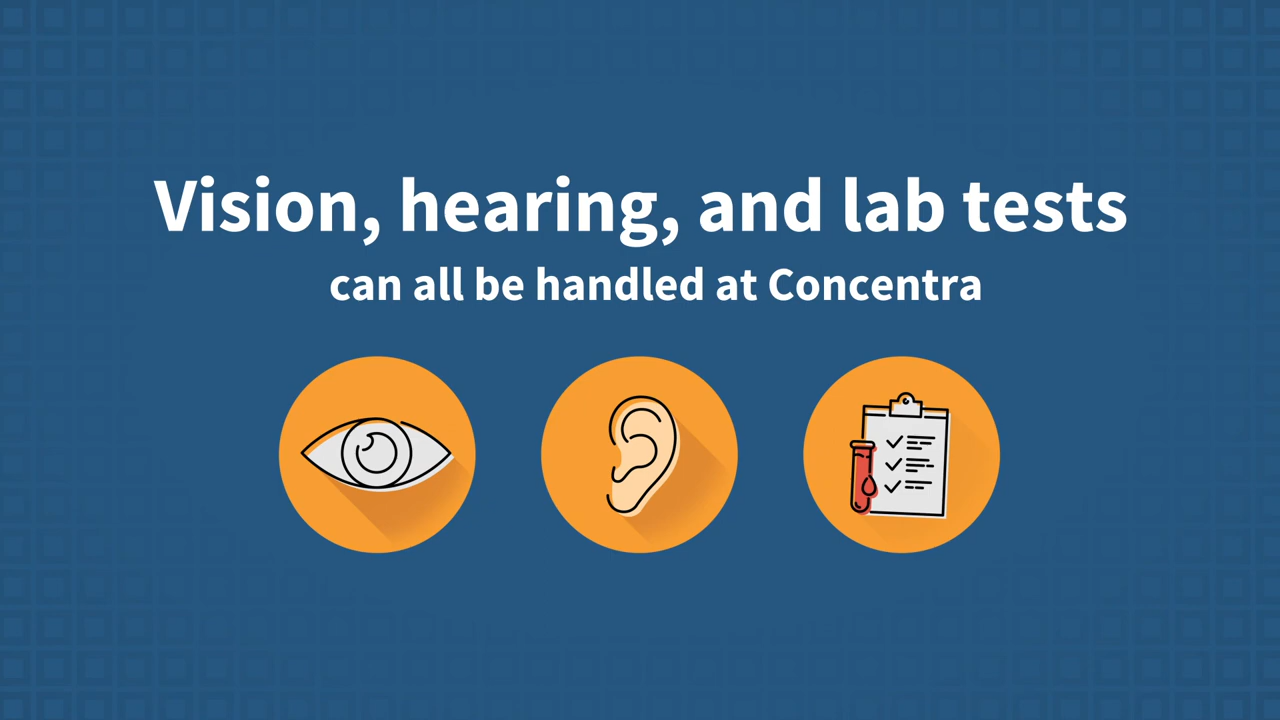 Vision, hearing, and lab tests
can all be handled at Concentra